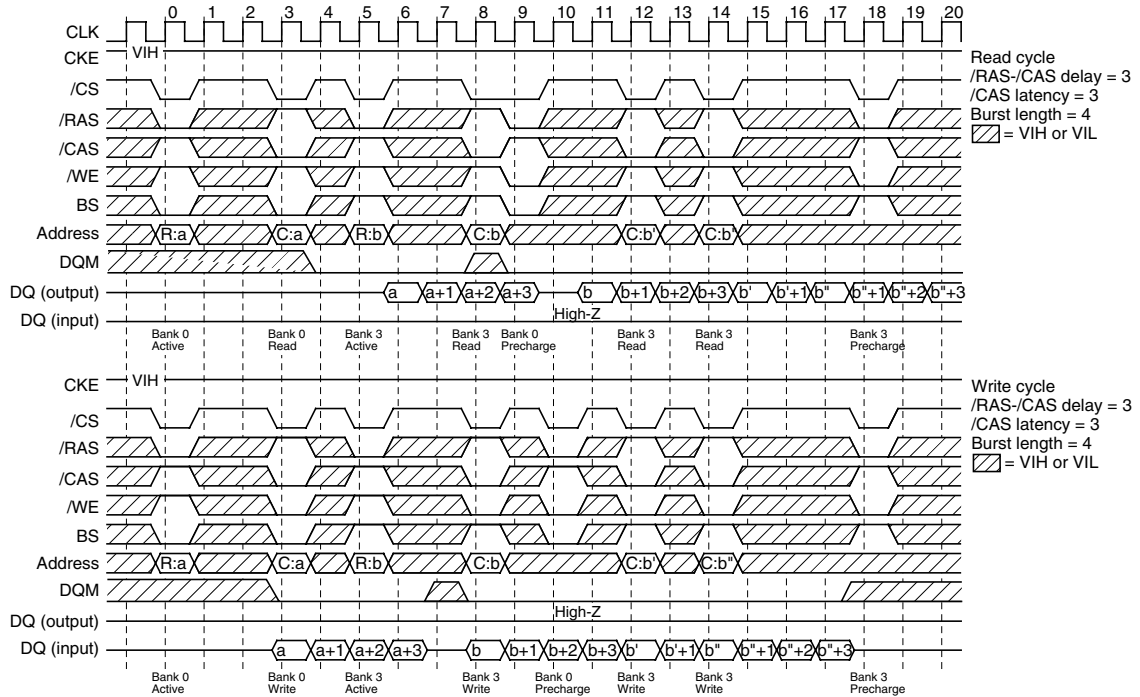 0 1 2 3 4 5 6 7 8 9 10 11 12 13 14 15 16 17 18 19 20
CLK
CKE VIH
/CS
/RAS
/CAS
/WE
BS
Address R:a C:a R:b C:b C:b' C:b"
DQM
DQ (output) a a+1 a+2 a+3 b b+1 b+2 b+3 b' b'+1 b" b"+1 b"+2 b"+3
High-Z
DQ (input)
Bank 0 Bank 0 Bank 3 Bank 3 Bank 0 Bank 3 Bank 3 Bank 3
Active Read Active Read Precharge Read Read Precharge
Read cycle
/RAS-/CAS delay = 3
/CAS latency = 3
Burst length = 4
= VIH or VIL
CKE VIH
/CS
/RAS
/CAS
/WE
BS
Address R:a C:a R:b C:b C:b' C:b"
DQM
High-Z
DQ (output)
DQ (input) a a+1 a+2 a+3 b b+1 b+2 b+3 b' b'+1 b" b"+1 b"+2 b"+3
Bank 0 Bank 0 Bank 3 Bank 3 Bank 0 Bank 3 Bank 3 Bank 3
Active Write Active Write Precharge Write Write Precharge
Write cycle
/RAS-/CAS delay = 3
/CAS latency = 3
Burst length = 4
= VIH or VIL